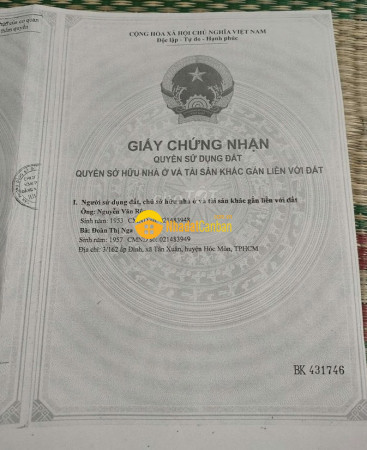 CỘNG HÒA XÃ HỘI CHỦ NGHĨA VIỆT NAM
Độc lập - Tự do - Hạnh phúc
GIẤY CHỨNG NHẬN
QUYỀN SỬ DỤNG ĐẤT
QUYỀN SỞ HỮU NHÀ Ở VÀ TÀI SẢN KHÁC GẮN LIỀN VỚI ĐẤT
I. Người sử dụng đất, chủ sở hữu nhà ở và tài sản khác gắn liền với đất
Ông: Nguyễn Văn
Sinh năm: 1953 CMND 021483948
Bà: Đoàn Thị Nga
Sinh năm: 1957 CMND 021483949
Địa chỉ: 3/162 ấp Đình, xã Tân Xuân, huyện Hóc Môn, TPHCM
BK 431746